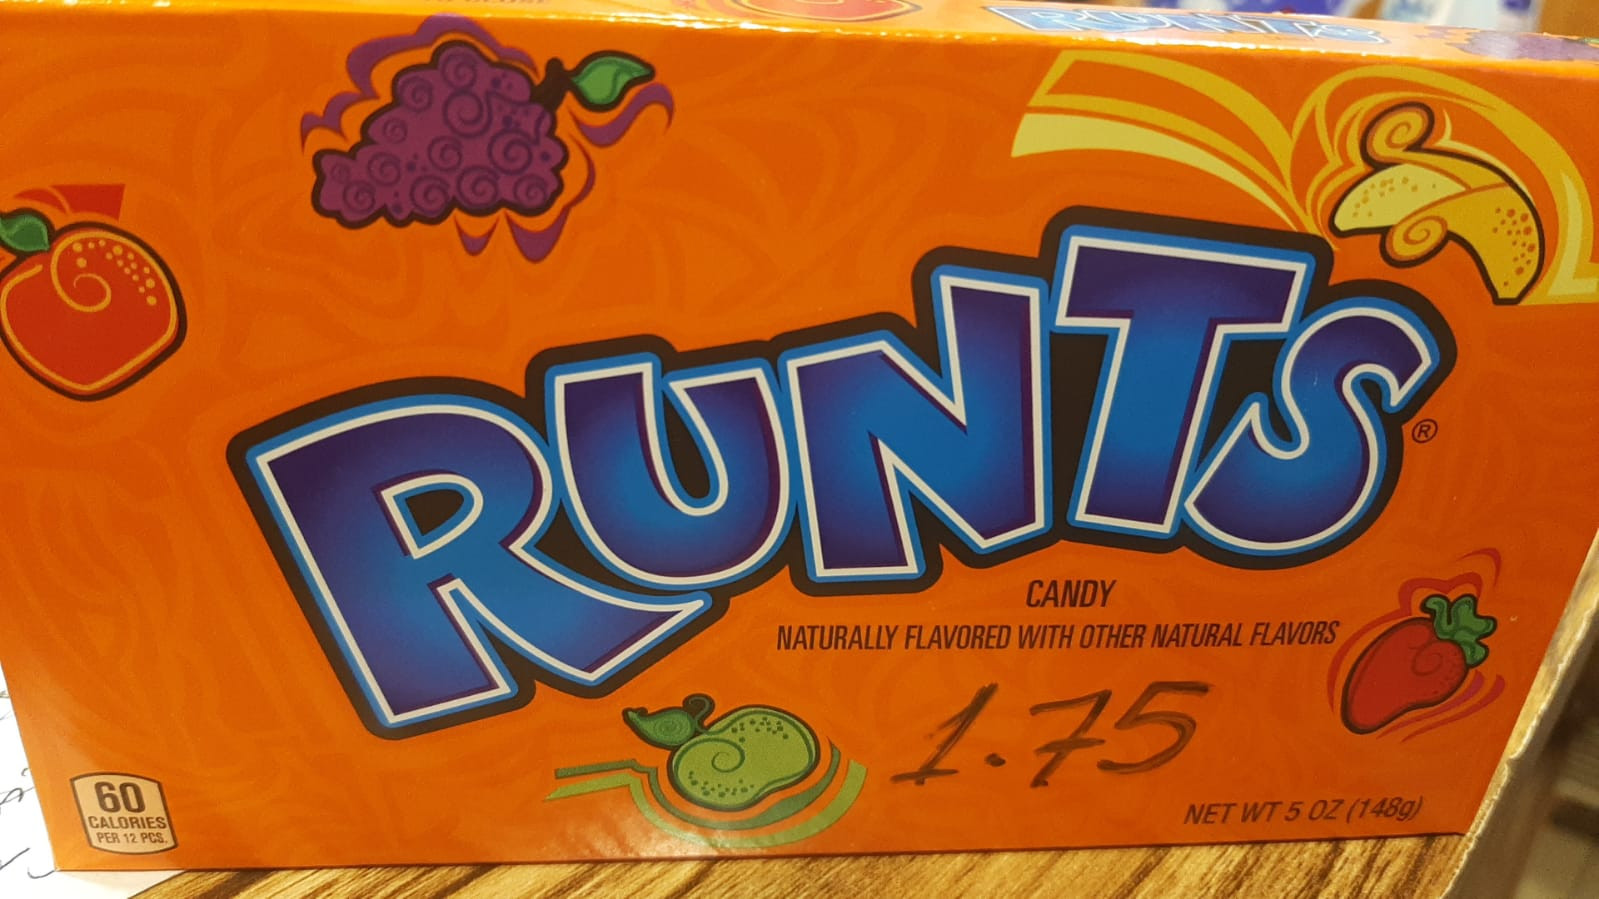 RUNTS
RUNTS®
CANDY
NATURALLY FLAVORED WITH OTHER NATURAL FLAVORS
1.75
60
CALORIES
PER 12 PCS.
NET WT 5 OZ (148g)